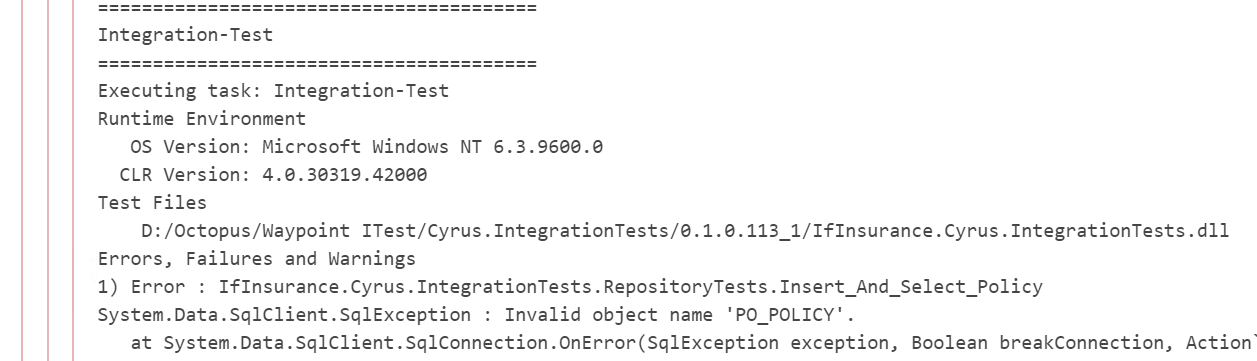 ========================================
Integration-Test
========================================
Executing task: Integration-Test
Runtime Environment
   OS Version: Microsoft Windows NT 6.3.9600.0
  CLR Version: 4.0.30319.42000
Test Files
    D:/Octopus/Waypoint ITest/Cyrus.IntegrationTests/0.1.0.113_1/IfInsurance.Cyrus.IntegrationTests.dll
Errors, Failures and Warnings
1) Error : IfInsurance.Cyrus.IntegrationTests.RepositoryTests.Insert_And_Select_Policy
System.Data.SqlClient.SqlException : Invalid object name 'PO_POLICY'.
   at System.Data.SqlClient.SqlConnection.OnError(SqlException exception, Boolean breakConnection, Action